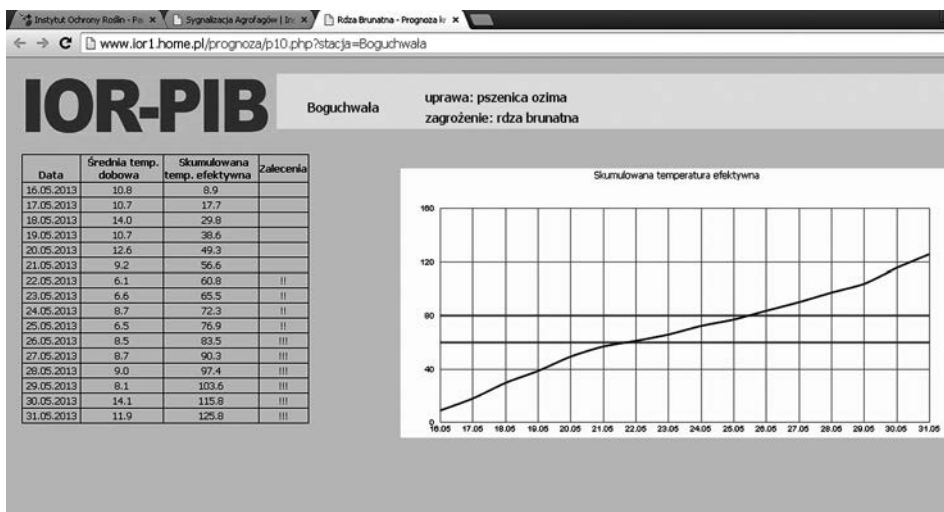 Instytut Ochrony Roślin - Po
Sygnalizacja Agrofagów | In
Rdza Brunatna - Prognoza kr
www.ior1.home.pl/prognoza/p10.php?stacja=Boguchwała
IOR-PIB
Boguchwała
uprawa: pszenica ozima
zagrożenie: rdza brunatna
Data Średnia temp. dobowa Skumulowana temp. efektywna Zalecenia
16.05.2013 10.8 8.9
17.05.2013 10.7 17.7
18.05.2013 14.0 29.8
19.05.2013 10.7 38.6
20.05.2013 12.6 49.3
21.05.2013 9.2 56.6
22.05.2013 6.1 60.8 !!
23.05.2013 6.6 65.5 !!
24.05.2013 8.7 72.3 !!
25.05.2013 6.5 76.9 !!
26.05.2013 8.5 83.5 !!!
27.05.2013 8.7 90.3 !!!
28.05.2013 9.0 97.4 !!!
29.05.2013 8.1 103.6 !!!
30.05.2013 14.1 115.8 !!!
31.05.2013 11.9 125.8 !!!
Skumulowana temperatura efektywna
160
120
80
40
0
16.05 17.05 18.05 19.05 20.05 21.05 22.05 23.05 24.05 25.05 26.05 27.05 28.05 29.05 30.05 31.05